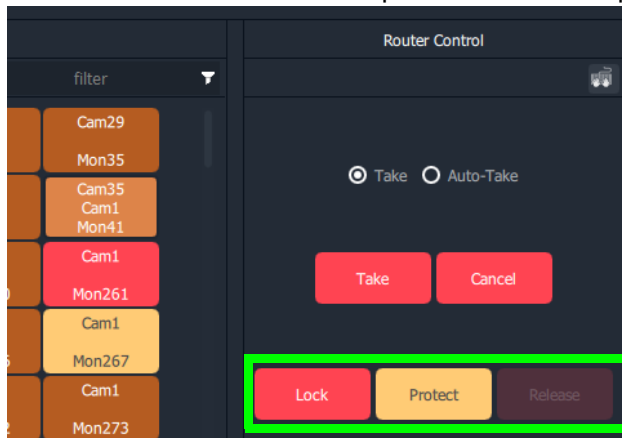 Router Control
filter
Cam29
Mon35
Cam35
Cam1
Mon41
Cam1
Mon261
Cam1
Mon267
Cam1
Mon273
Take Auto-Take
Take Cancel
Lock Protect Release